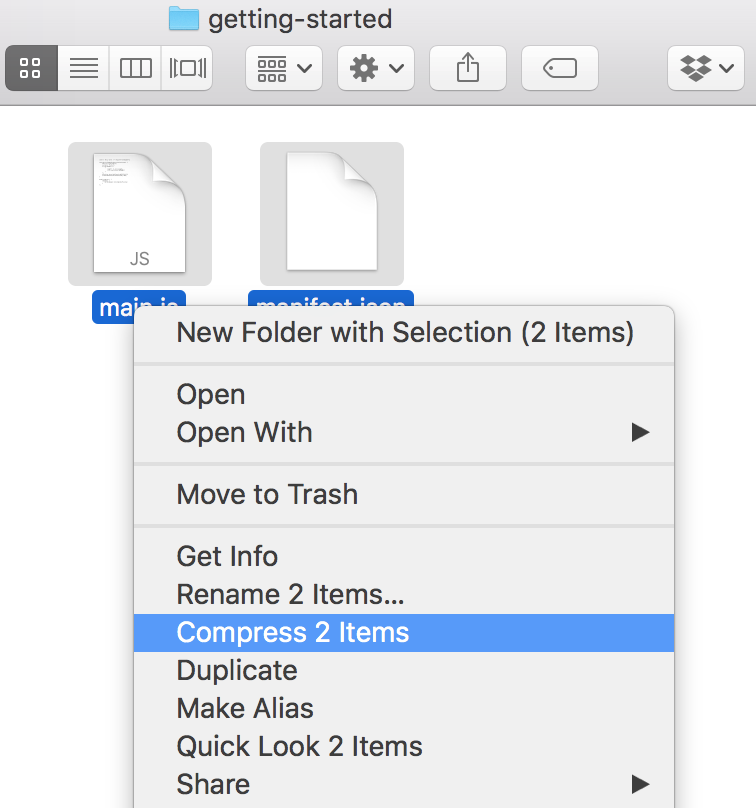 getting-started
JS
main.js
manifest.json
New Folder with Selection (2 Items)
Open
Open With
Move to Trash
Get Info
Rename 2 Items...
Compress 2 Items
Duplicate
Make Alias
Quick Look 2 Items
Share